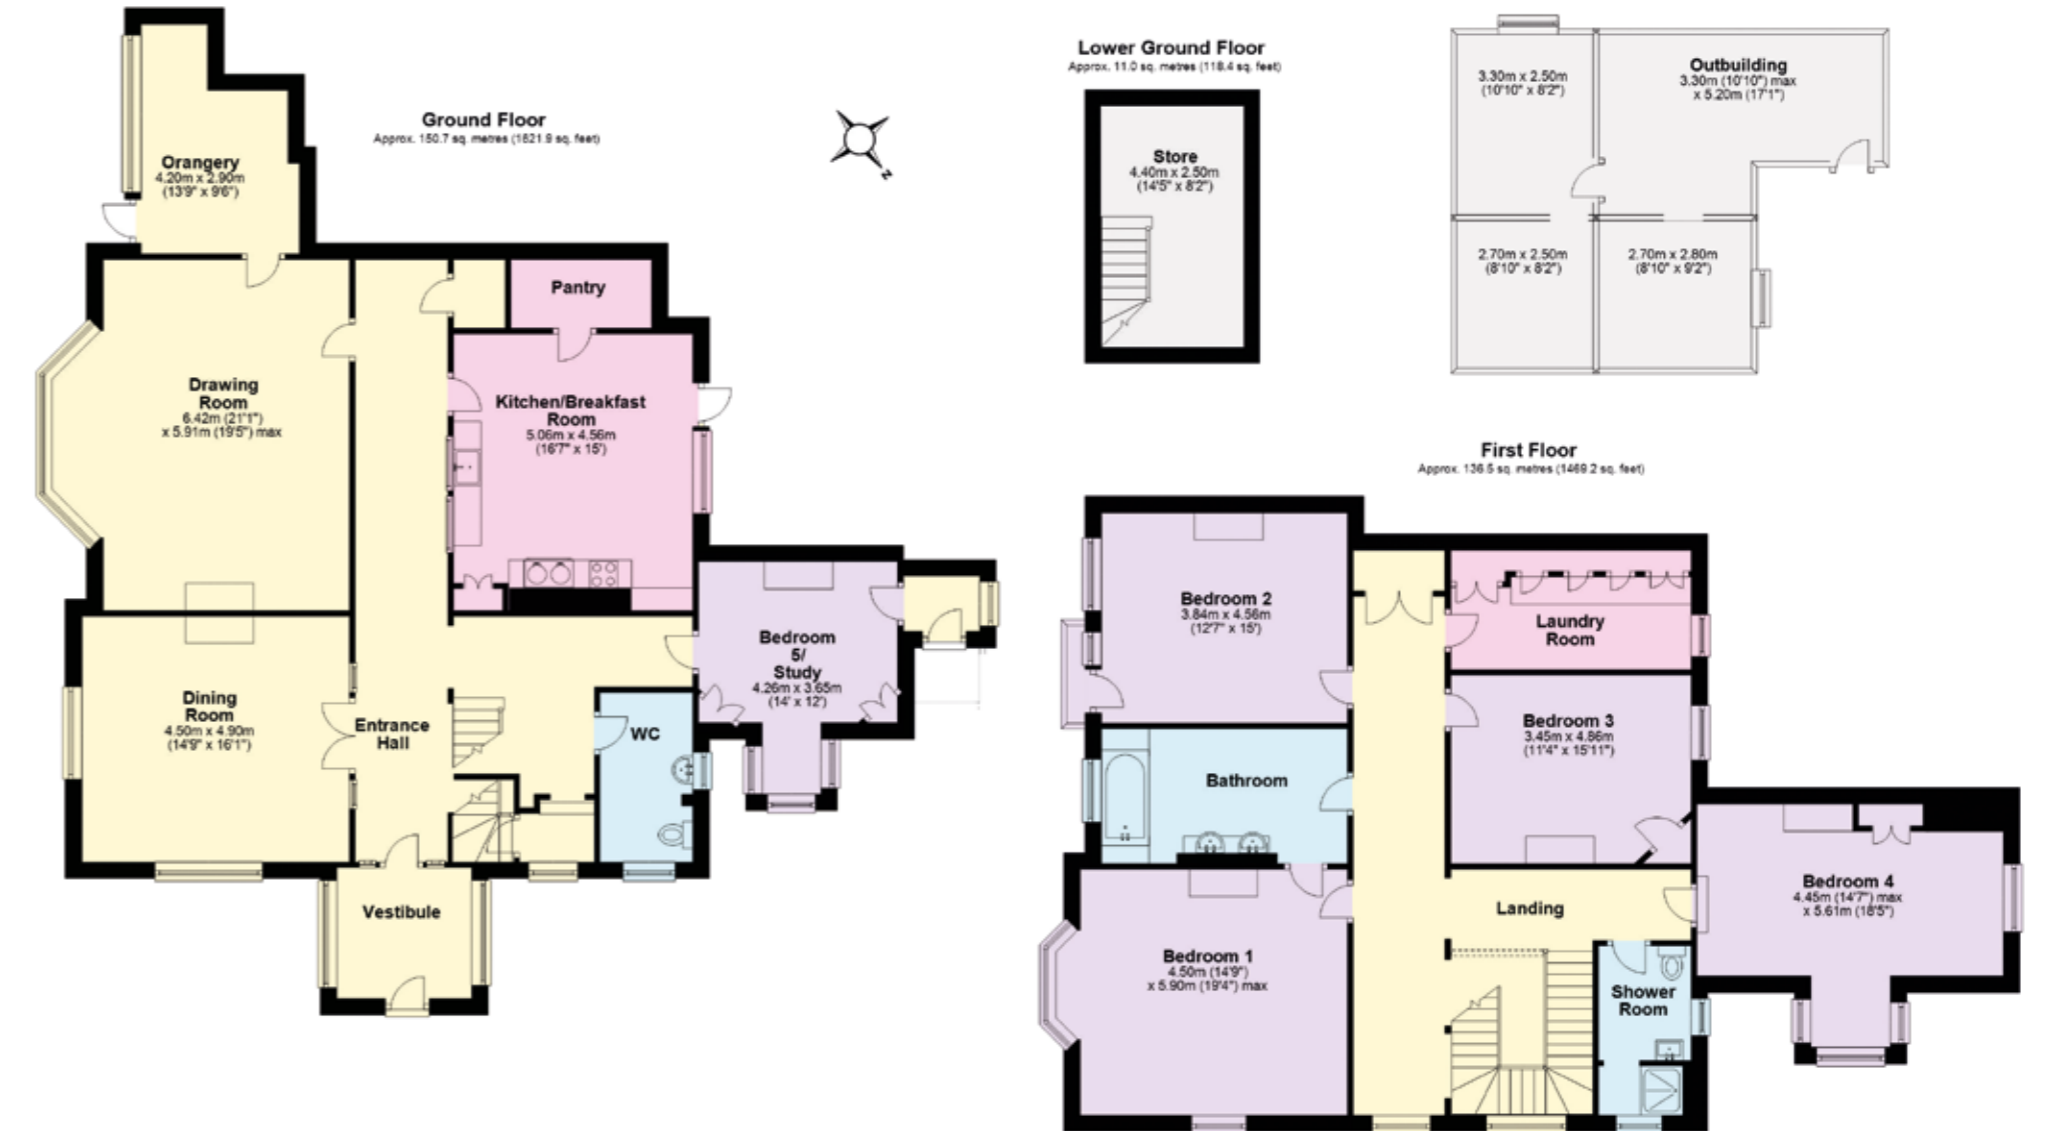 Ground Floor
Approx. 150.7 sq. metres (1621.9 sq. feet)
Orangery
4.20m x 2.90m
(13'9" x 9'6")
Pantry
Drawing
Room
6.42m (21'1")
x 5.91m (19'5") max
Kitchen/Breakfast
Room
5.06m x 4.56m
(16'7" x 15')
Bedroom
5/
Study
4.26m x 3.65m
(14' x 12')
Dining
Room
4.50m x 4.90m
(14'9" x 16'1")
Entrance
Hall
WC
Vestibule
N
Lower Ground Floor
Approx. 11.0 sq. metres (118.4 sq. feet)
Store
4.40m x 2.50m
(14'5" x 8'2")
3.30m x 2.50m
(10'10" x 8'2")
Outbuilding
3.30m (10'10") max
x 5.20m (17'1")
2.70m x 2.50m
(8'10" x 8'2")
2.70m x 2.80m
(8'10" x 9'2")
First Floor
Approx. 136.5 sq. metres (1469.2 sq. feet)
Bedroom 2
3.84m x 4.56m
(12'7" x 15')
Laundry
Room
Bedroom 3
3.45m x 4.86m
(11'4" x 15'11")
Bathroom
Bedroom 4
4.45m (14'7") max
x 5.61m (18'5")
Landing
Bedroom 1
4.50m (14'9")
x 5.90m (19'4") max
Shower
Room